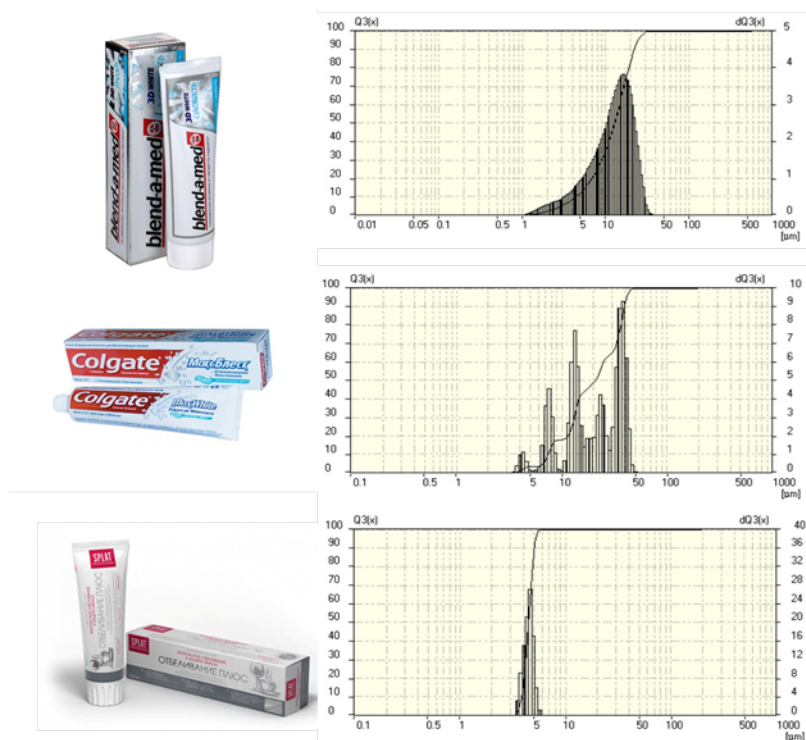 blend-a-med
3D WHITE
blend-a-med
3D WHITE
Q3(x) dQ3(x)
100 5
90
80 4
70
60 3
50
40 2
30
20 1
10
0 0
0.01 0.05 0.1 0.5 1 5 10 50 100 500 1000
[µm]
Colgate
МаксБлеск
Colgate
MaxWhite
Q3(x) dQ3(x)
100 10
90 9
80 8
70 7
60 6
50 5
40 4
30 3
20 2
10 1
0 0
0.1 0.5 1 5 10 50 100 500 1000
[µm]
SPLAT
ОТБЕЛИВАНИЕ ПЛЮС
SPLAT
ОТБЕЛИВАНИЕ ПЛЮС
SPLAT
Q3(x) dQ3(x)
100 40
90 36
80 32
70 28
60 24
50 20
40 16
30 12
20 8
10 4
0 0
0.1 0.5 1 5 10 50 100 500 1000
[µm]